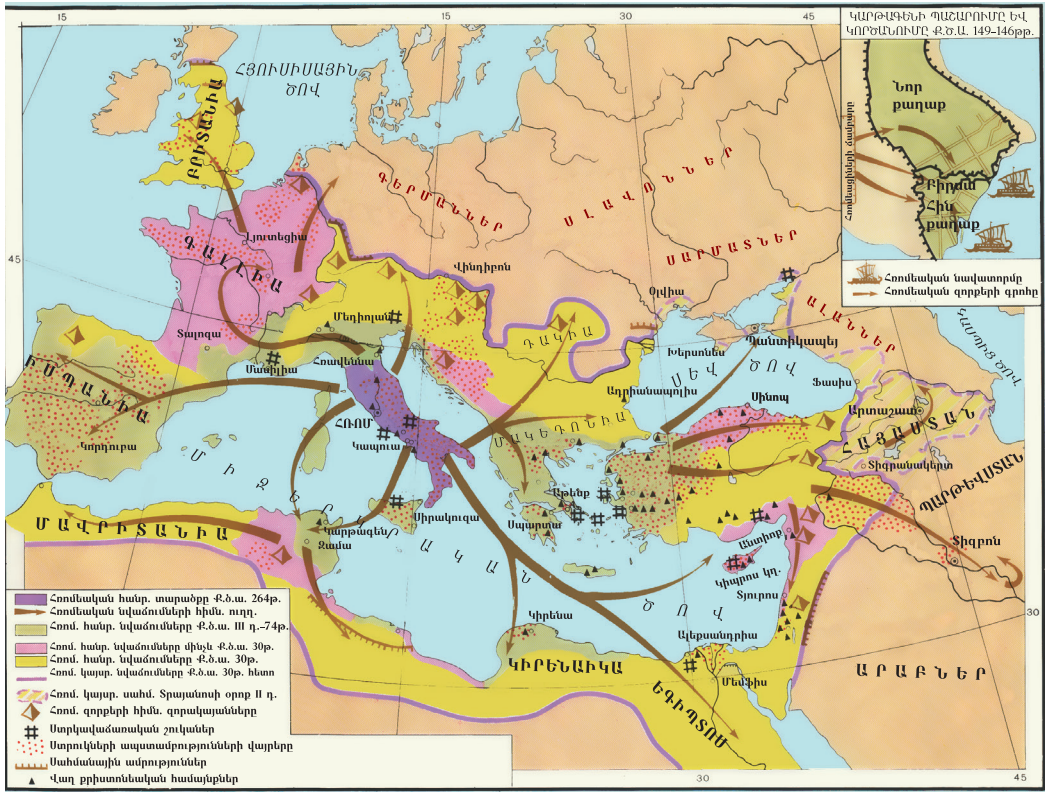 15
15
30
45
ԿԱՐԹԱԳԵՆԻ ՊԱՇԱՐՈՒՄԸ ԵՎ
ԿՈՐԾԱՆՈՒՄԸ Ք.Ծ.Ա. 149-146թթ.
Նոր
քաղաք
Բիրսա
Հին
քաղաք
Հռոմեացիների ճամբարը
Հռոմեական նավատորմը
Հռոմեական զորքերի գրոհը
ՀՅՈՒՍԻՍԱՅԻՆ
ԾՈՎ
ԲՐԻՏԱՆԻԱ
ԳԵՐՄԱՆՆԵՐ
ՍԼԱՎՈՆՆԵՐ
ՍԱՐՄԱՏՆԵՐ
ԱԼԱՆՆԵՐ
ԿԱՍՊԻՑ ԾՈՎ
Լյուտեցիա
ԳԱԼԼԻԱ
45
Վինդիբոն
Օլվիա
Տալոզա
Մեդիոլան
Մասիլիա
Հռավեննա
ԴԱԿԻԱ
Պանտիկապեյ
Խերսոնես
ՍԵՎ ԾՈՎ
Ֆասիս
ԻՍՊԱՆԻԱ
Կորդուբա
ՀՌՈՄ
Կապուա
Ադրիանապոլիս
ՄԱԿԵԴՈՆԻԱ
Սինոպ
Արտաշատ
ՀԱՅԱՍՏԱՆ
Տիգրանակերտ
ՊԱՐԹԵՎՍՏԱՆ
Տիզբոն
ՄԻՋԵՐԿՐԱԿԱՆ ԾՈՎ
ՄԱՎՐԻՏԱՆԻԱ
Կարթագեն
Զամա
Սիրակուզա
Աթենք
Սպարտա
Անտիոք
Կիպրոս կղ.
Տյուրոս
Կիրենա
ԿԻՐԵՆԱԻԿԱ
Ալեքսանդրիա
Մեմֆիս
ԵԳԻՊՏՈՍ
ԱՐԱԲՆԵՐ
30
Հռոմեական հանր. տարածքը Ք.ծ.ա. 264թ.
Հռոմեական նվաճումների հիմն. ուղղ.
Հռոմ. հանր. նվաճումները Ք.ծ.ա. III դ.-74թ.
Հռոմ. հանր. նվաճումները մինչև Ք.ծ.ա. 30թ.
Հռոմ. հանր. նվաճումները Ք.ծ.ա. 30թ.
Հռոմ. կայսր. նվաճումները Ք.ծ.ա. 30թ. հետո
Հռոմ. կայսր. սահմ. Տրայանոսի օրոք II դ.
Հռոմ. զորքերի հիմն. զորակայանները
Ստրկավաճառական շուկաներ
Ստրուկների ապստամբությունների վայրերը
Սահմանային ամրություններ
Վաղ քրիստոնեական համայնքներ
30
45